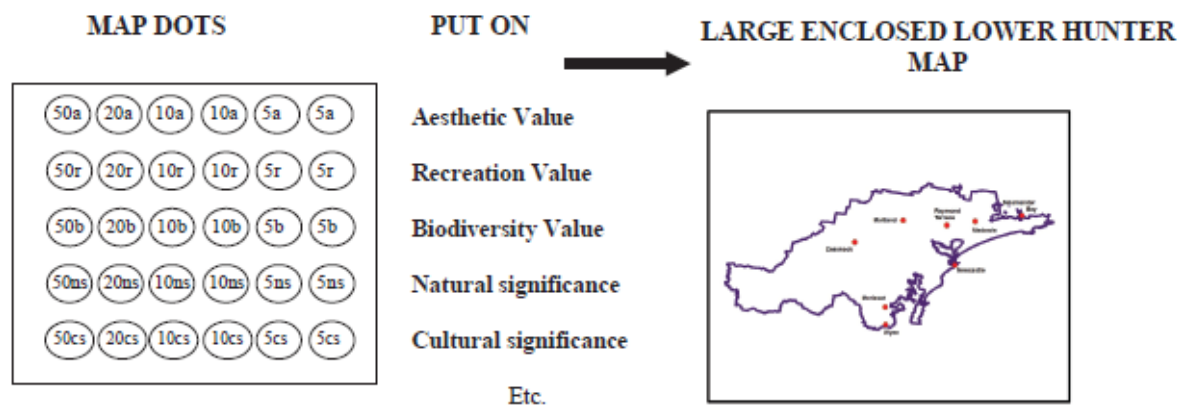 MAP DOTS
PUT ON
LARGE ENCLOSED LOWER HUNTER
MAP
50a 20a 10a 10a 5a 5a
Aesthetic Value
50r 20r 10r 10r 5r 5r
Recreation Value
50b 20b 10b 10b 5b 5b
Biodiversity Value
50ns 20ns 10ns 10ns 5ns 5ns
Natural significance
50cs 20cs 10cs 10cs 5cs 5cs
Cultural significance
Etc.
Raymond
Terrace
Bay
Maitland
Cessnock
Newcastle
Morisset
Wyee